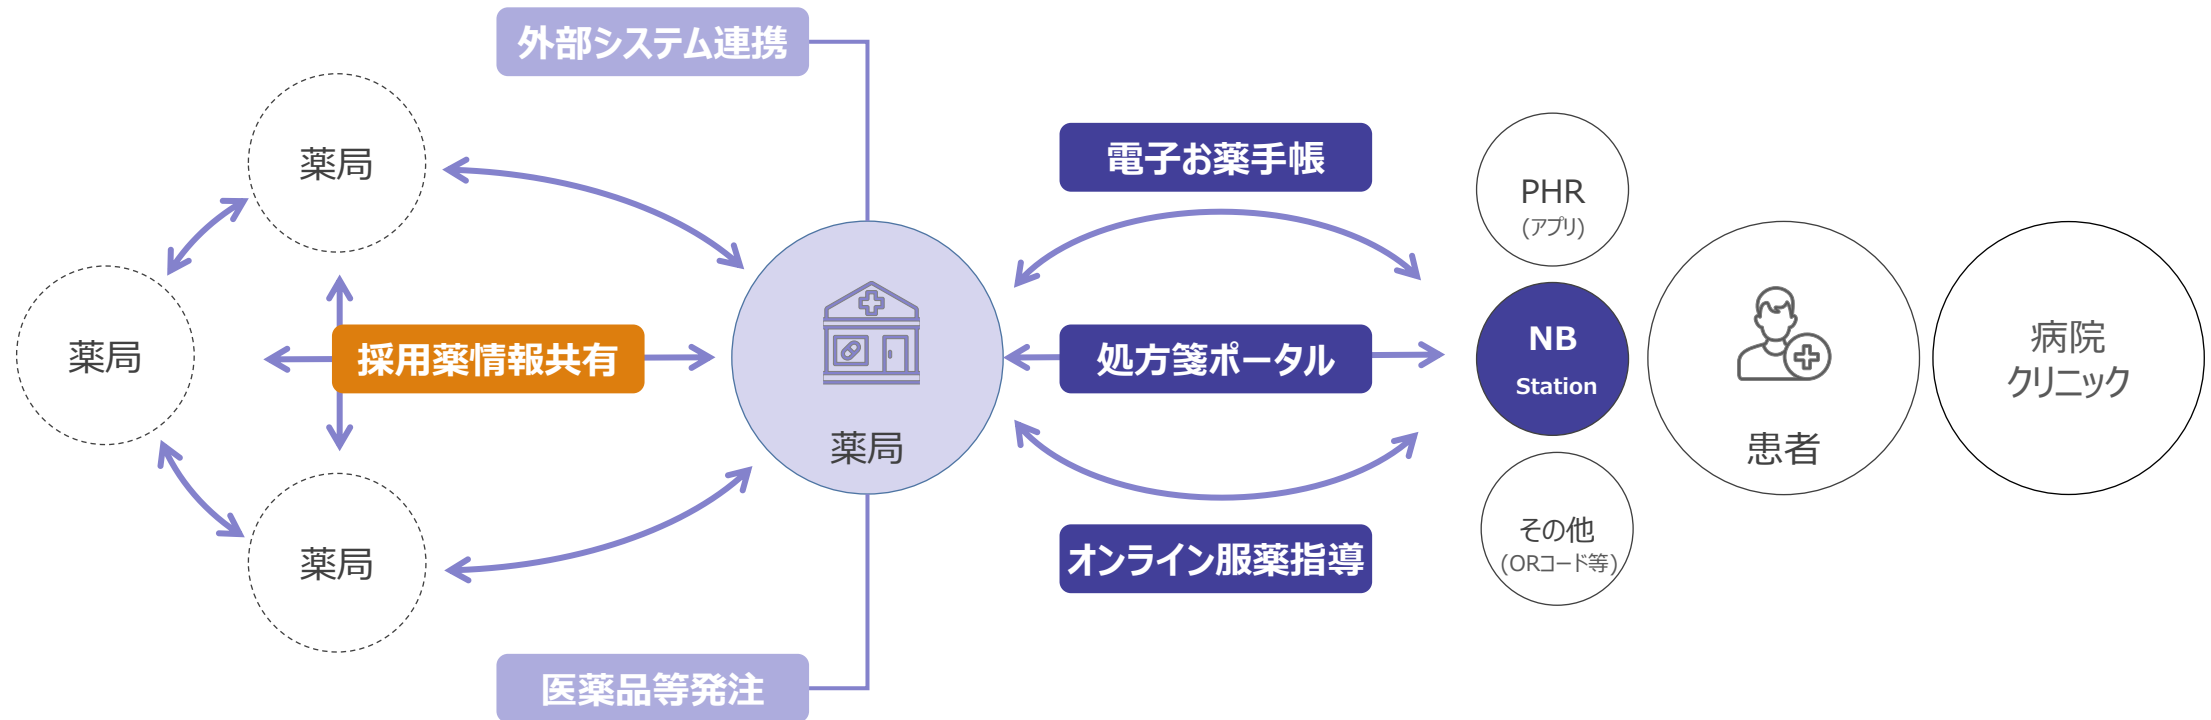 外部システム連携
薬局
電子お薬手帳
PHR
(アプリ)
薬局
採用薬情報共有
薬局
処方箋ポータル
NB
Station
患者
病院
クリニック
薬局
オンライン服薬指導
その他
(ORコード等)
医薬品等発注